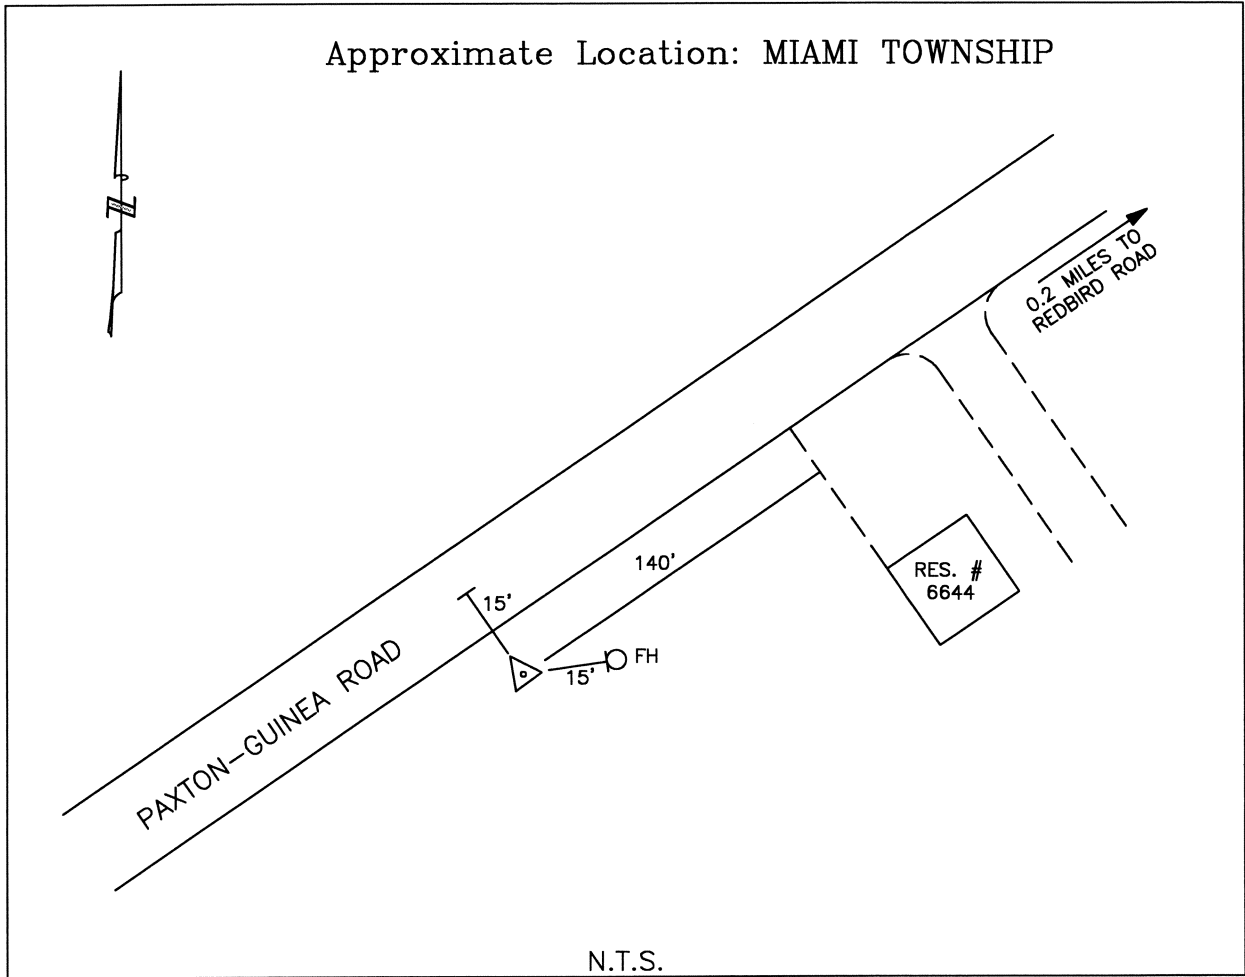 Approximate Location: MIAMI TOWNSHIP
N
0.2 MILES TO
REDBIRD ROAD
140'
RES. #
6644
15'
FH
15'
PAXTON-GUINEA ROAD
N.T.S.